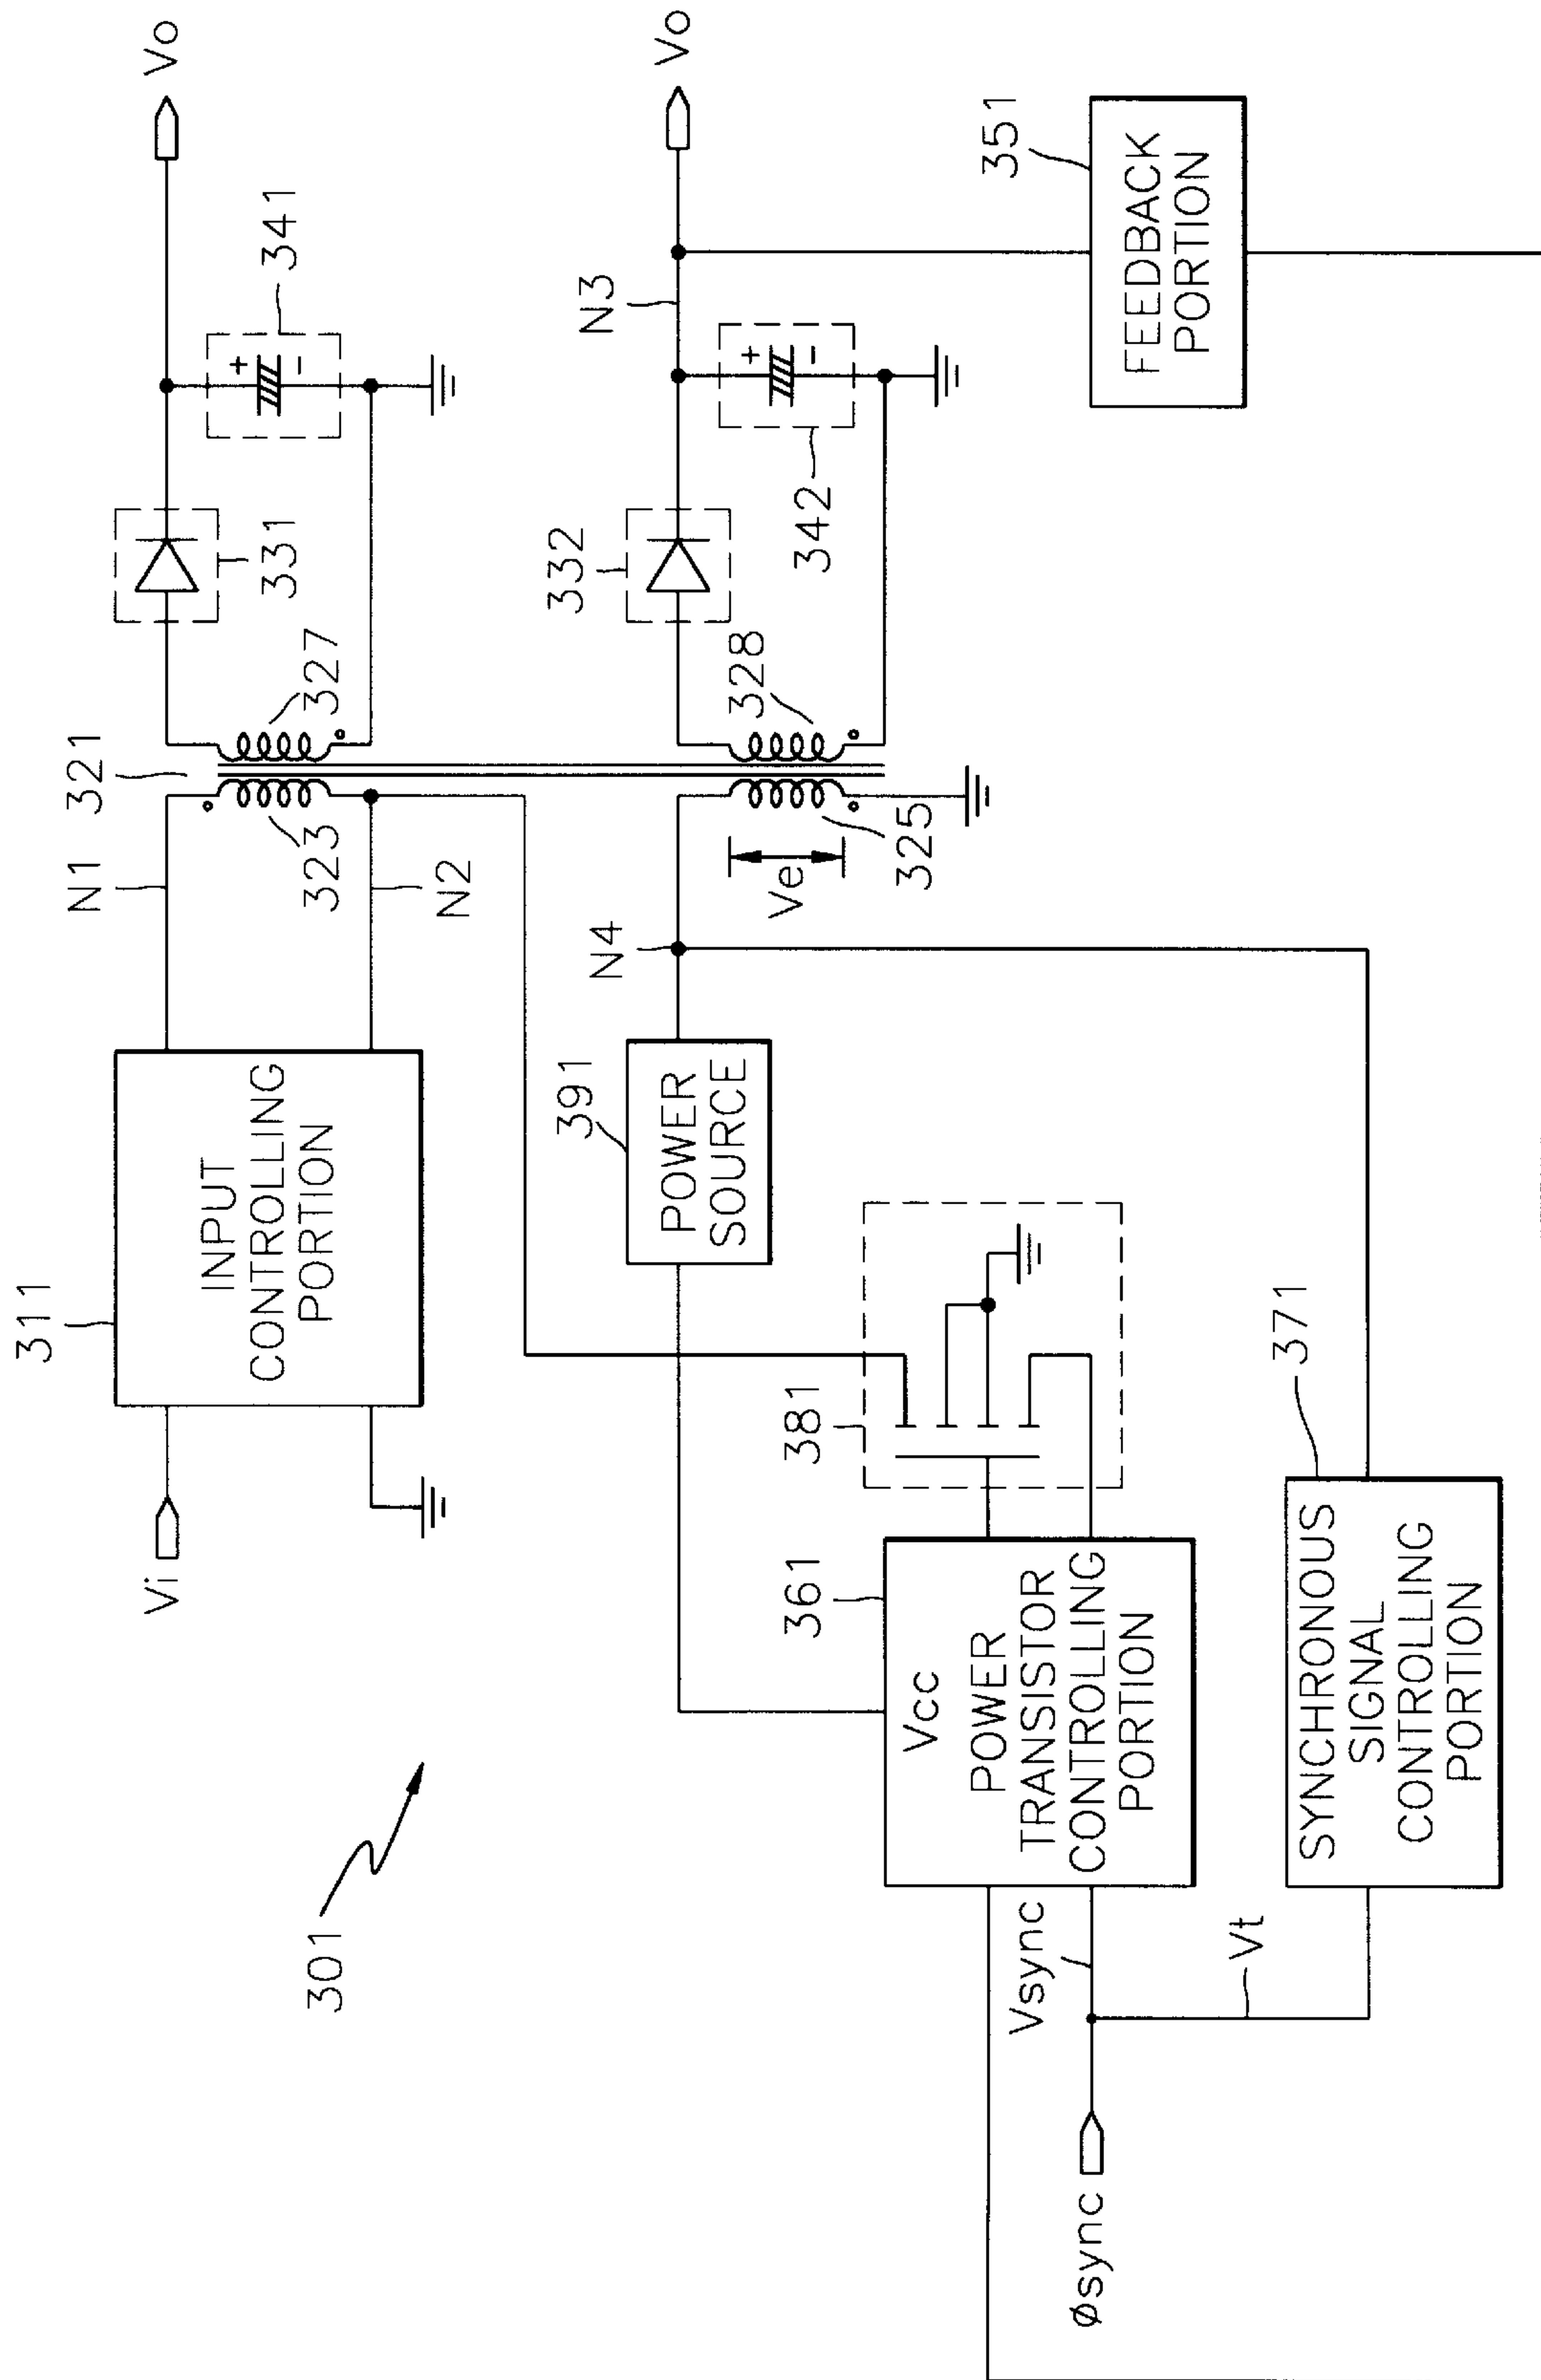 301
Vi
311
INPUT
CONTROLLING
PORTION
N1
N2
321
323
327
331
341
Vo
391
POWER
SOURCE
N4
Ve
325
328
332
342
N3
Vo
351
FEEDBACK
PORTION
361
Vcc
POWER
TRANSISTOR
CONTROLLING
PORTION
381
Vsync
Øsync
Vt
371
SYNCHRONOUS
SIGNAL
CONTROLLING
PORTION